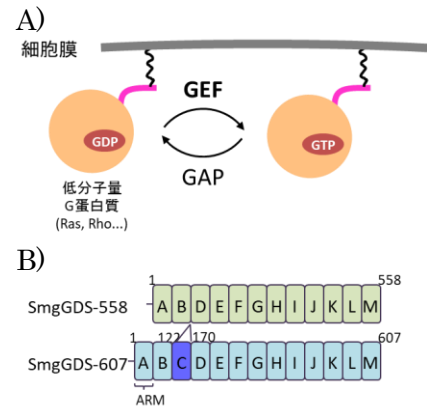 A)
細胞膜
GEF
GDP
GTP
GAP
低分子量
G蛋白質
(Ras, Rho...)
B)
1
558
SmgGDS-558
A B D E F G H I J K L M
1
122
170
607
SmgGDS-607
A B C D E F G H I J K L M
ARM